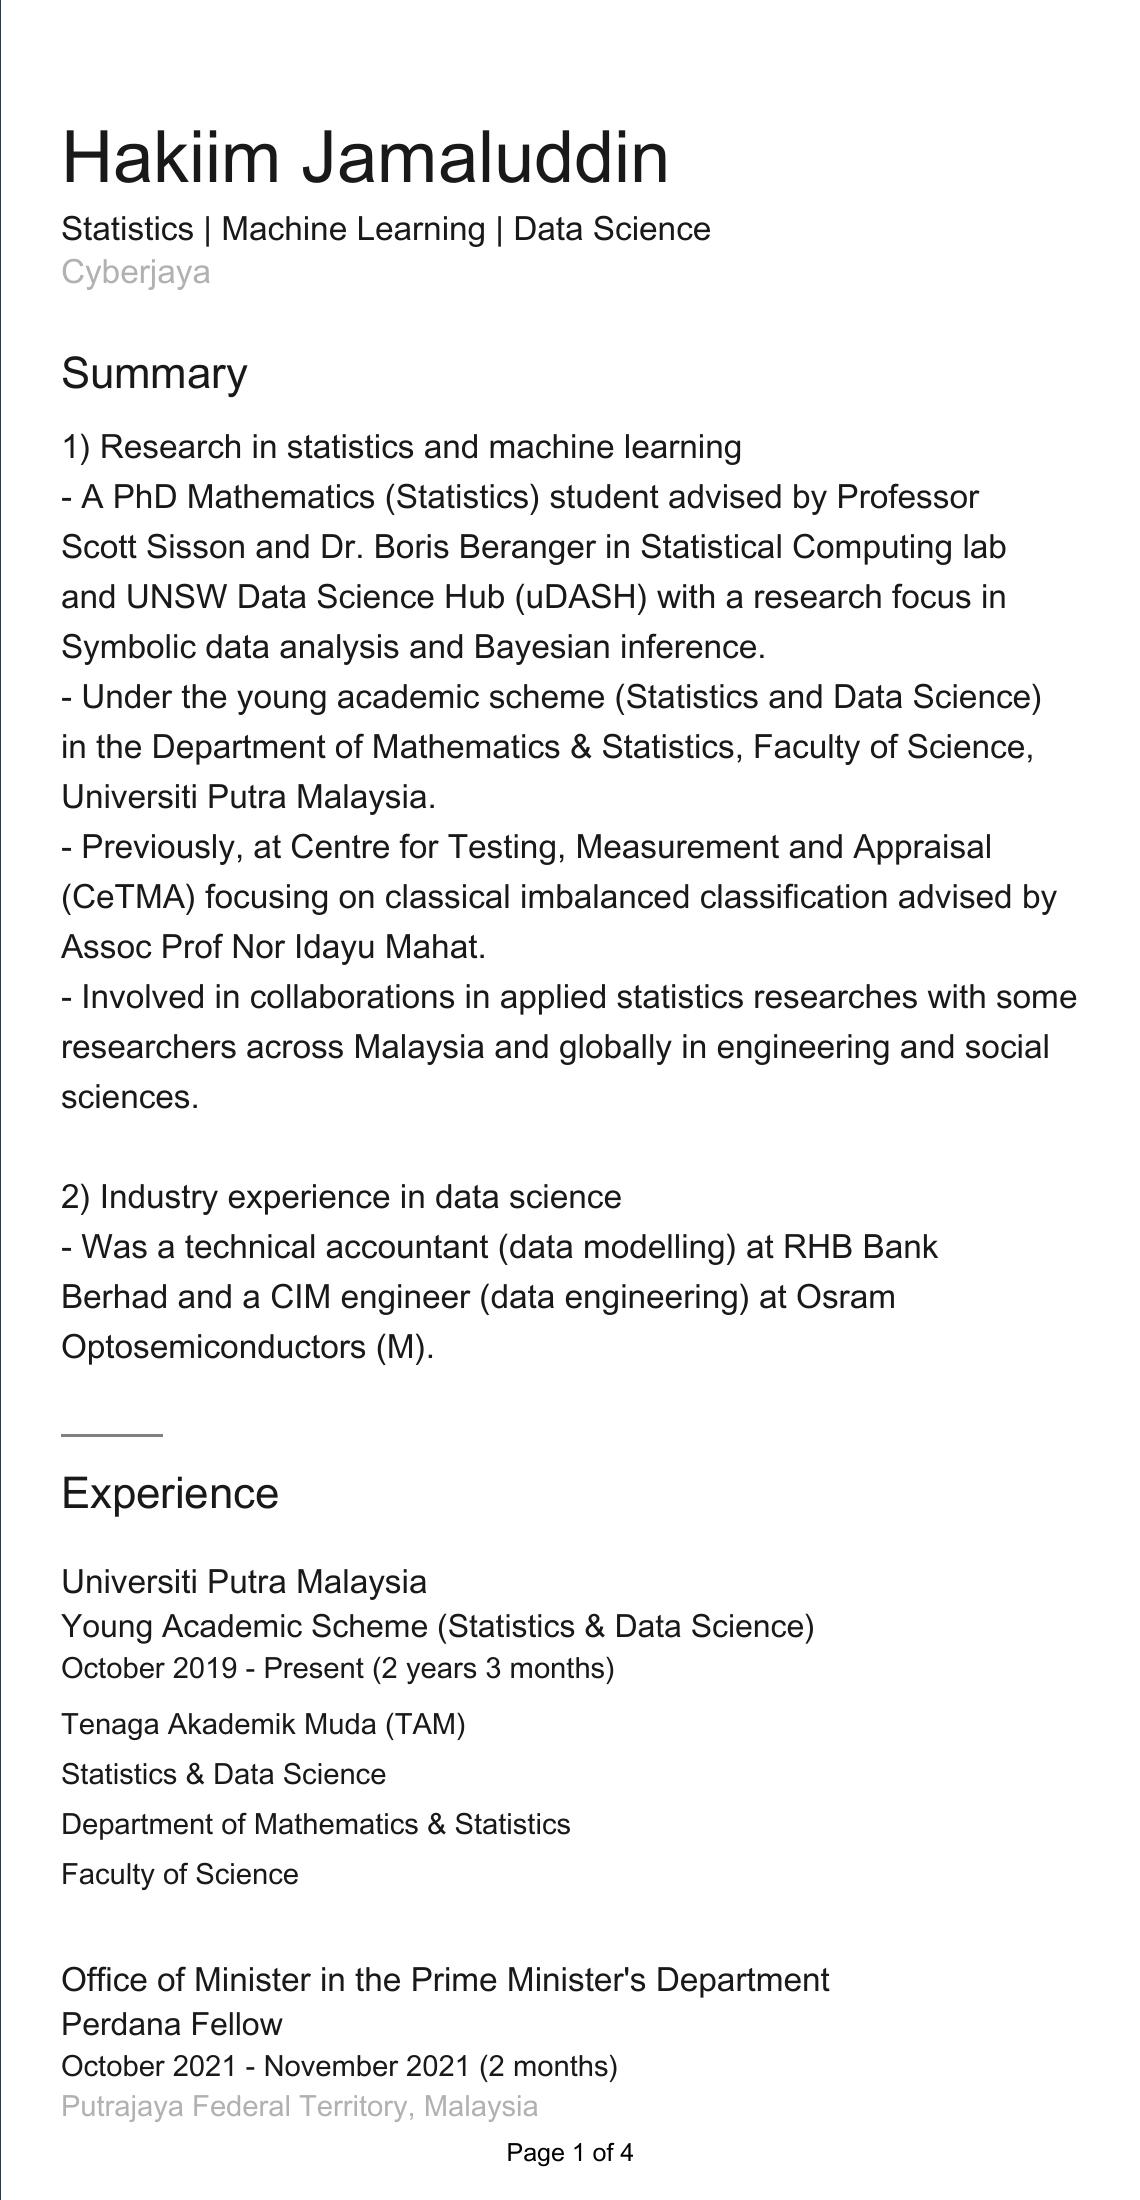 Hakiim Jamaluddin
Statistics | Machine Learning | Data Science
Cyberjaya
Summary
1) Research in statistics and machine learning
- A PhD Mathematics (Statistics) student advised by Professor
Scott Sisson and Dr. Boris Beranger in Statistical Computing lab
and UNSW Data Science Hub (uDASH) with a research focus in
Symbolic data analysis and Bayesian inference.
- Under the young academic scheme (Statistics and Data Science)
in the Department of Mathematics & Statistics, Faculty of Science,
Universiti Putra Malaysia.
- Previously, at Centre for Testing, Measurement and Appraisal
(CeTMA) focusing on classical imbalanced classification advised by
Assoc Prof Nor Idayu Mahat.
- Involved in collaborations in applied statistics researches with some
researchers across Malaysia and globally in engineering and social
sciences.
2) Industry experience in data science
- Was a technical accountant (data modelling) at RHB Bank
Berhad and a CIM engineer (data engineering) at Osram
Optosemiconductors (M).
Experience
Universiti Putra Malaysia
Young Academic Scheme (Statistics & Data Science)
October 2019 - Present (2 years 3 months)
Tenaga Akademik Muda (TAM)
Statistics & Data Science
Department of Mathematics & Statistics
Faculty of Science
Office of Minister in the Prime Minister's Department
Perdana Fellow
October 2021 - November 2021 (2 months)
Putrajaya Federal Territory, Malaysia
Page 1 of 4